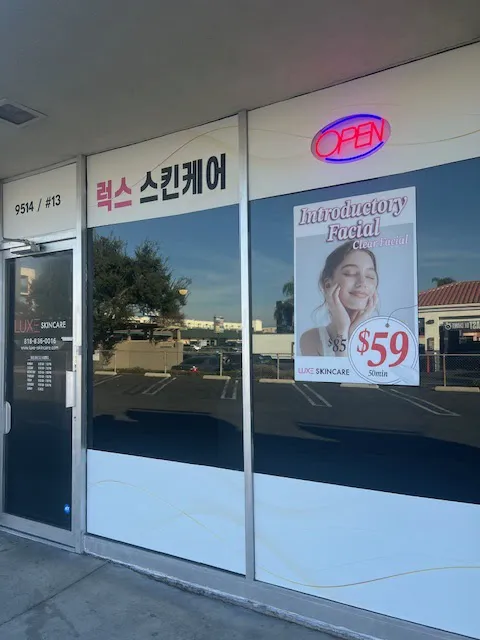 OPEN
9514 / #13
럭스 스킨케어
Introductory
Facial
Clear Facial
$85
$59
50min
LUXE SKINCARE
LUXE SKINCARE
818-838-0016